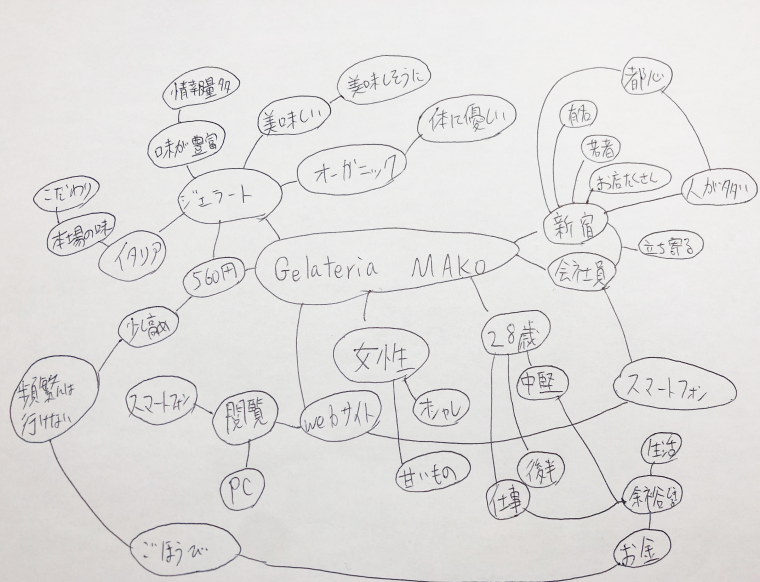 情報量多
味が豊富
美味しい
美味しそうに
体に優しい
オーガニック
ジェラート
こだわり
本場の味
イタリア
560円
少し高め
頻繁には
行けない
Gelateria MAKO
都心
有名
若者
お店たくさん
人が多い
新宿
立ち寄る
会社員
28歳
女性
中堅
スマートフォン
スマートフォン
閲覧
webサイト
オシャレ
PC
甘いもの
後半
仕事
生活
余裕
お金
ごほうび